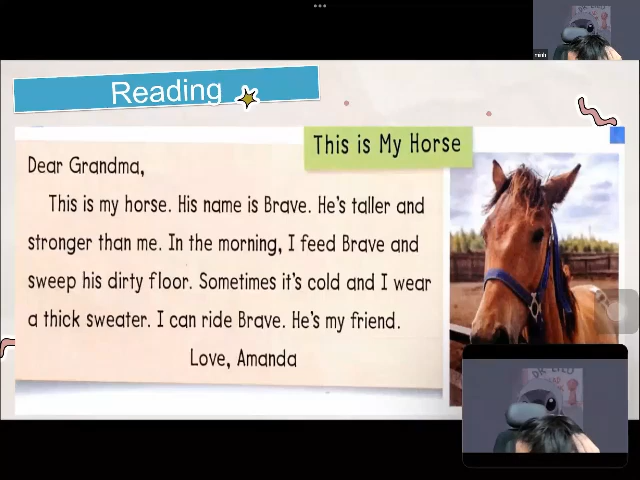 Reading
This is My Horse
Dear Grandma,
This is my horse. His name is Brave. He's taller and
stronger than me. In the morning, I feed Brave and
sweep his dirty floor. Sometimes it's cold and I wear
a thick sweater. I can ride Brave. He's my friend.
Love, Amanda